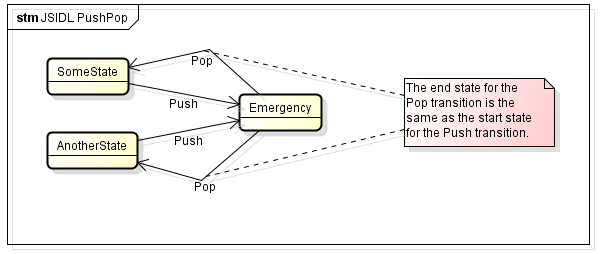 stm JSIDL PushPop
Pop
SomeState
Push
Emergency
AnotherState
Push
Pop
The end state for the
Pop transition is the
same as the start state
for the Push transition.